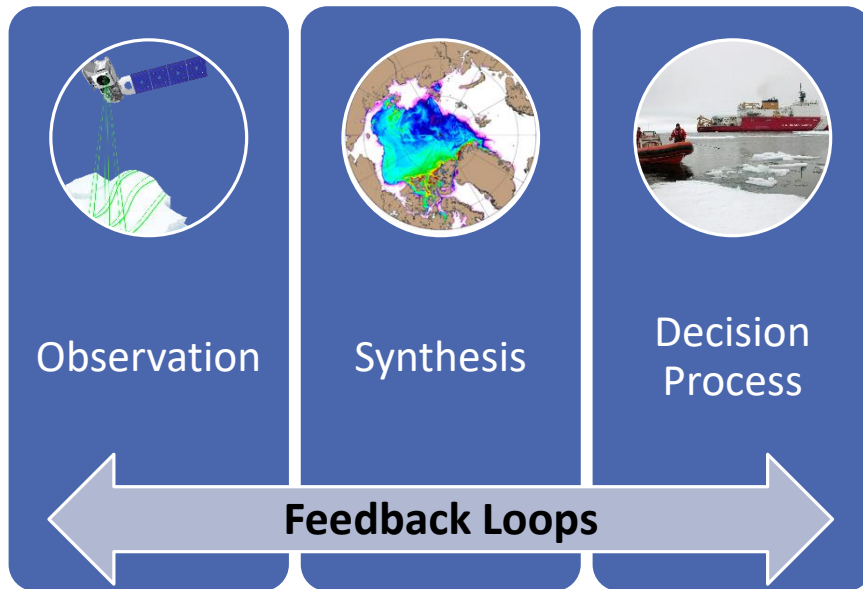 Observation
Synthesis
Decision
Process
Feedback Loops